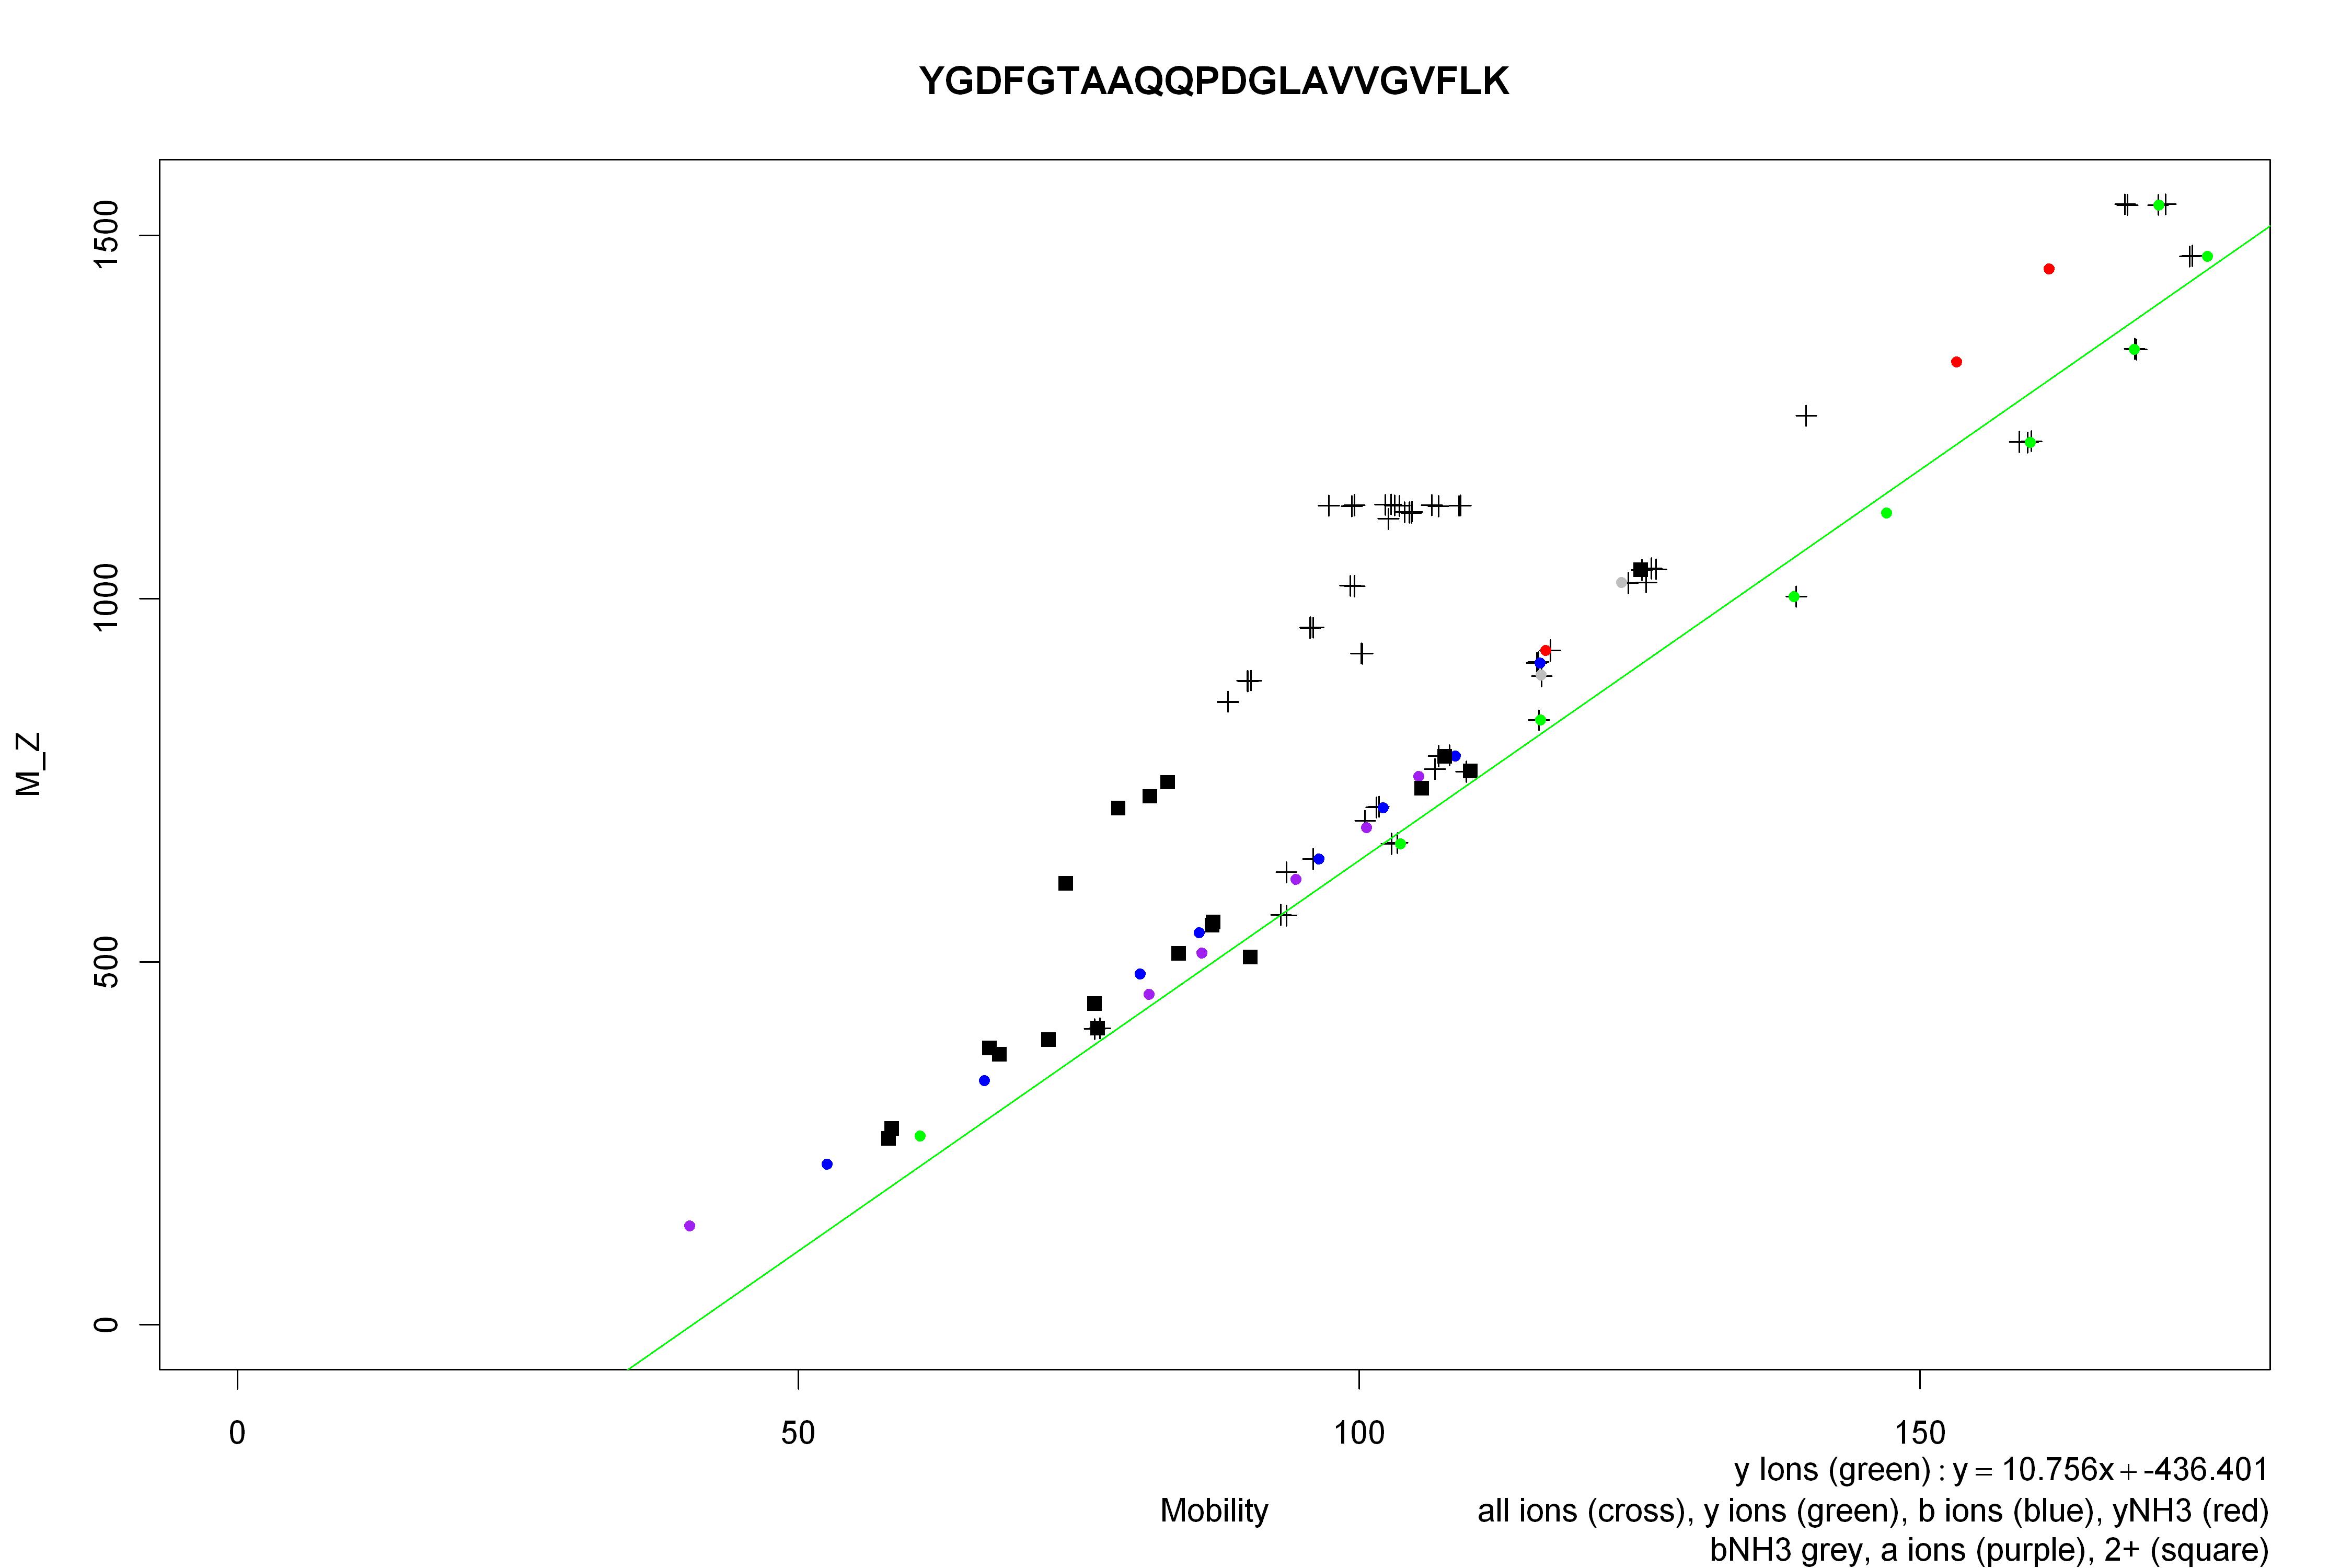 YGDFGTAAQQPDGLAVVGVFLK
1500
1000
500
0
M_Z
0 50 100 150
y Ions (green) : y = 10.756x + -436.401
Mobility
all ions (cross), y ions (green), b ions (blue), yNH3 (red)
bNH3 grey, a ions (purple), 2+ (square)